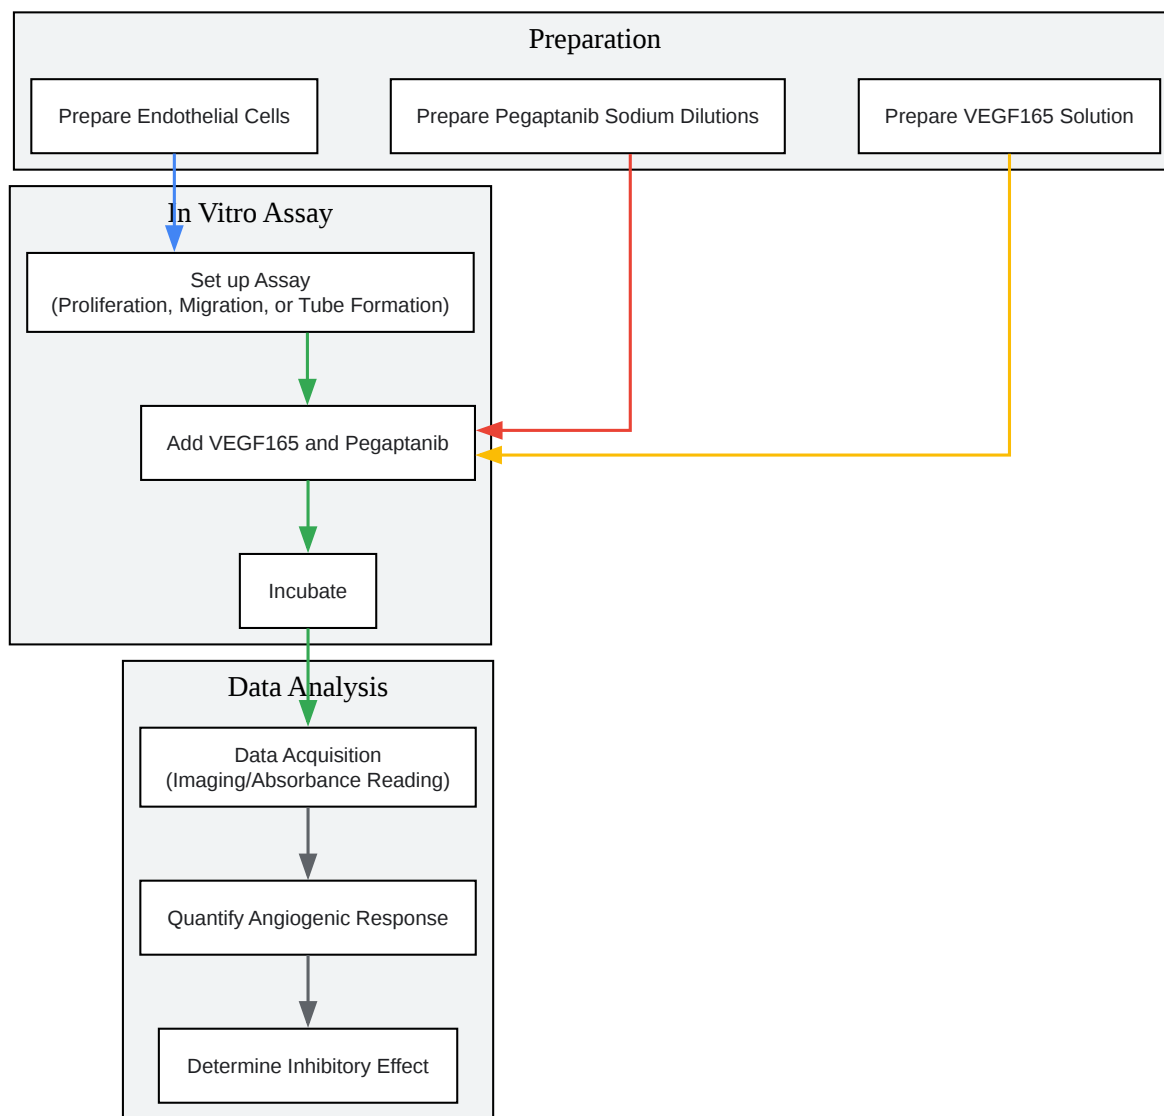 Preparation
Prepare Endothelial Cells
Prepare Pegaptanib Sodium Dilutions
Prepare VEGF165 Solution
In Vitro Assay
Set up Assay
(Proliferation, Migration, or Tube Formation)
Add VEGF165 and Pegaptanib
Incubate
Data Analysis
Data Acquisition
(Imaging/Absorbance Reading)
Quantify Angiogenic Response
Determine Inhibitory Effect